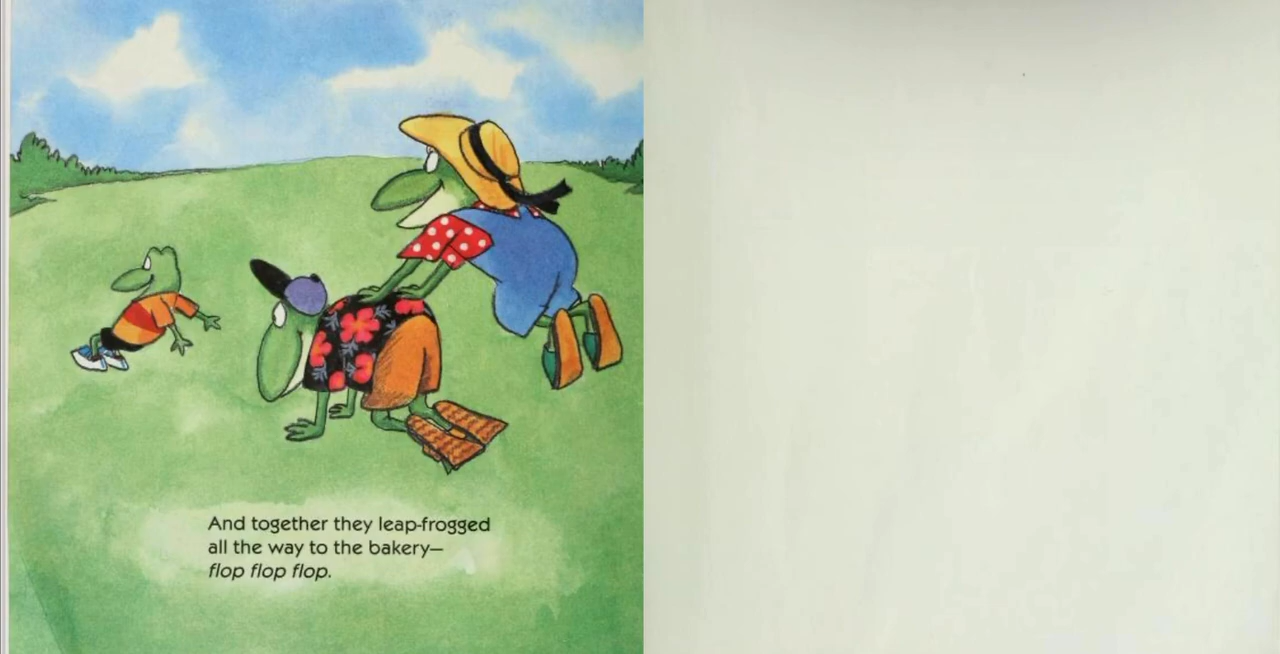 And together they leap-frogged
all the way to the bakery—
flop flop flop.